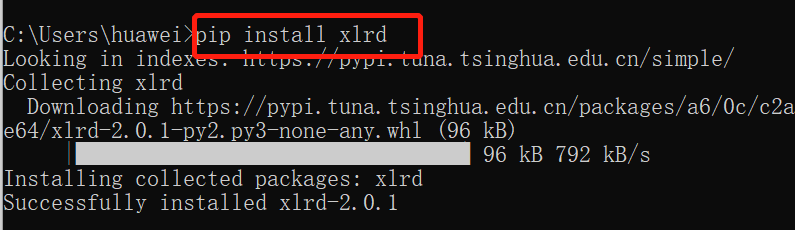 C:\Users\huawei>pip install xlrd
Looking in indexes: https://pypi.tuna.tsinghua.edu.cn/simple/
Collecting xlrd
Downloading https://pypi.tuna.tsinghua.edu.cn/packages/a6/0c/c2a
e64/xlrd-2.0.1-py2.py3-none-any.whl (96 kB)
96 kB 792 kB/s
Installing collected packages: xlrd
Successfully installed xlrd-2.0.1